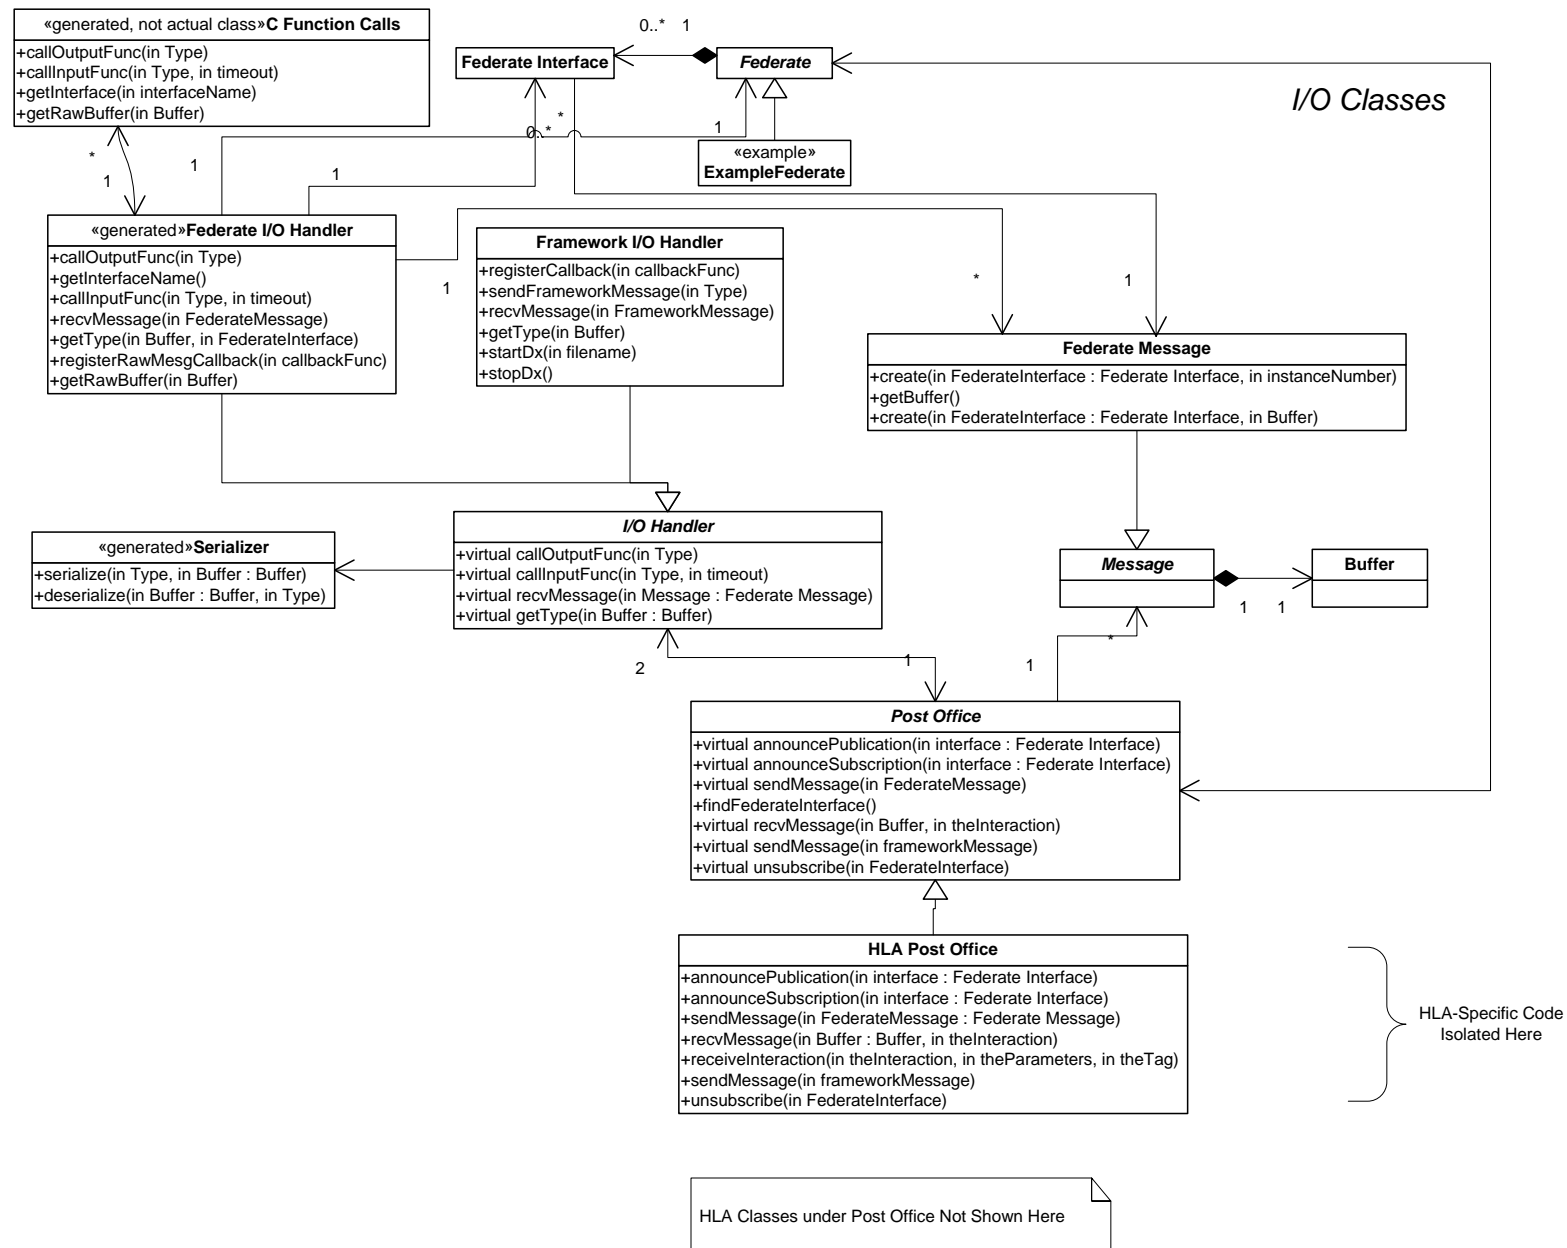 «generated, not actual class»C Function Calls
+callOutputFunc(in Type)
+callInputFunc(in Type, in timeout)
+getInterface(in interfaceName)
+getRawBuffer(in Buffer)
0..* 1
Federate Interface
Federate
I/O Classes
*
0..*
1
*
1
1
1
«example»
ExampleFederate
«generated»Federate I/O Handler
+callOutputFunc(in Type)
+getInterfaceName()
+callInputFunc(in Type, in timeout)
+recvMessage(in FederateMessage)
+getType(in Buffer, in FederateInterface)
+registerRawMesgCallback(in callbackFunc)
+getRawBuffer(in Buffer)
1
Framework I/O Handler
+registerCallback(in callbackFunc)
+sendFrameworkMessage(in Type)
+recvMessage(in FrameworkMessage)
+getType(in Buffer)
+startDx(in filename)
+stopDx()
*
1
Federate Message
+create(in FederateInterface : Federate Interface, in instanceNumber)
+getBuffer()
+create(in FederateInterface : Federate Interface, in Buffer)
I/O Handler
+virtual callOutputFunc(in Type)
+virtual callInputFunc(in Type, in timeout)
+virtual recvMessage(in Message : Federate Message)
+virtual getType(in Buffer : Buffer)
«generated»Serializer
+serialize(in Type, in Buffer : Buffer)
+deserialize(in Buffer : Buffer, in Type)
Message
Buffer
1 1
2
1
1
*
Post Office
+virtual announcePublication(in interface : Federate Interface)
+virtual announceSubscription(in interface : Federate Interface)
+virtual sendMessage(in FederateMessage)
+findFederateInterface()
+virtual recvMessage(in Buffer, in theInteraction)
+virtual sendMessage(in frameworkMessage)
+virtual unsubscribe(in FederateInterface)
HLA Post Office
+announcePublication(in interface : Federate Interface)
+announceSubscription(in interface : Federate Interface)
+sendMessage(in FederateMessage : Federate Message)
+recvMessage(in Buffer : Buffer, in theInteraction)
+receiveInteraction(in theInteraction, in theParameters, in theTag)
+sendMessage(in frameworkMessage)
+unsubscribe(in FederateInterface)
HLA-Specific Code
Isolated Here
HLA Classes under Post Office Not Shown Here